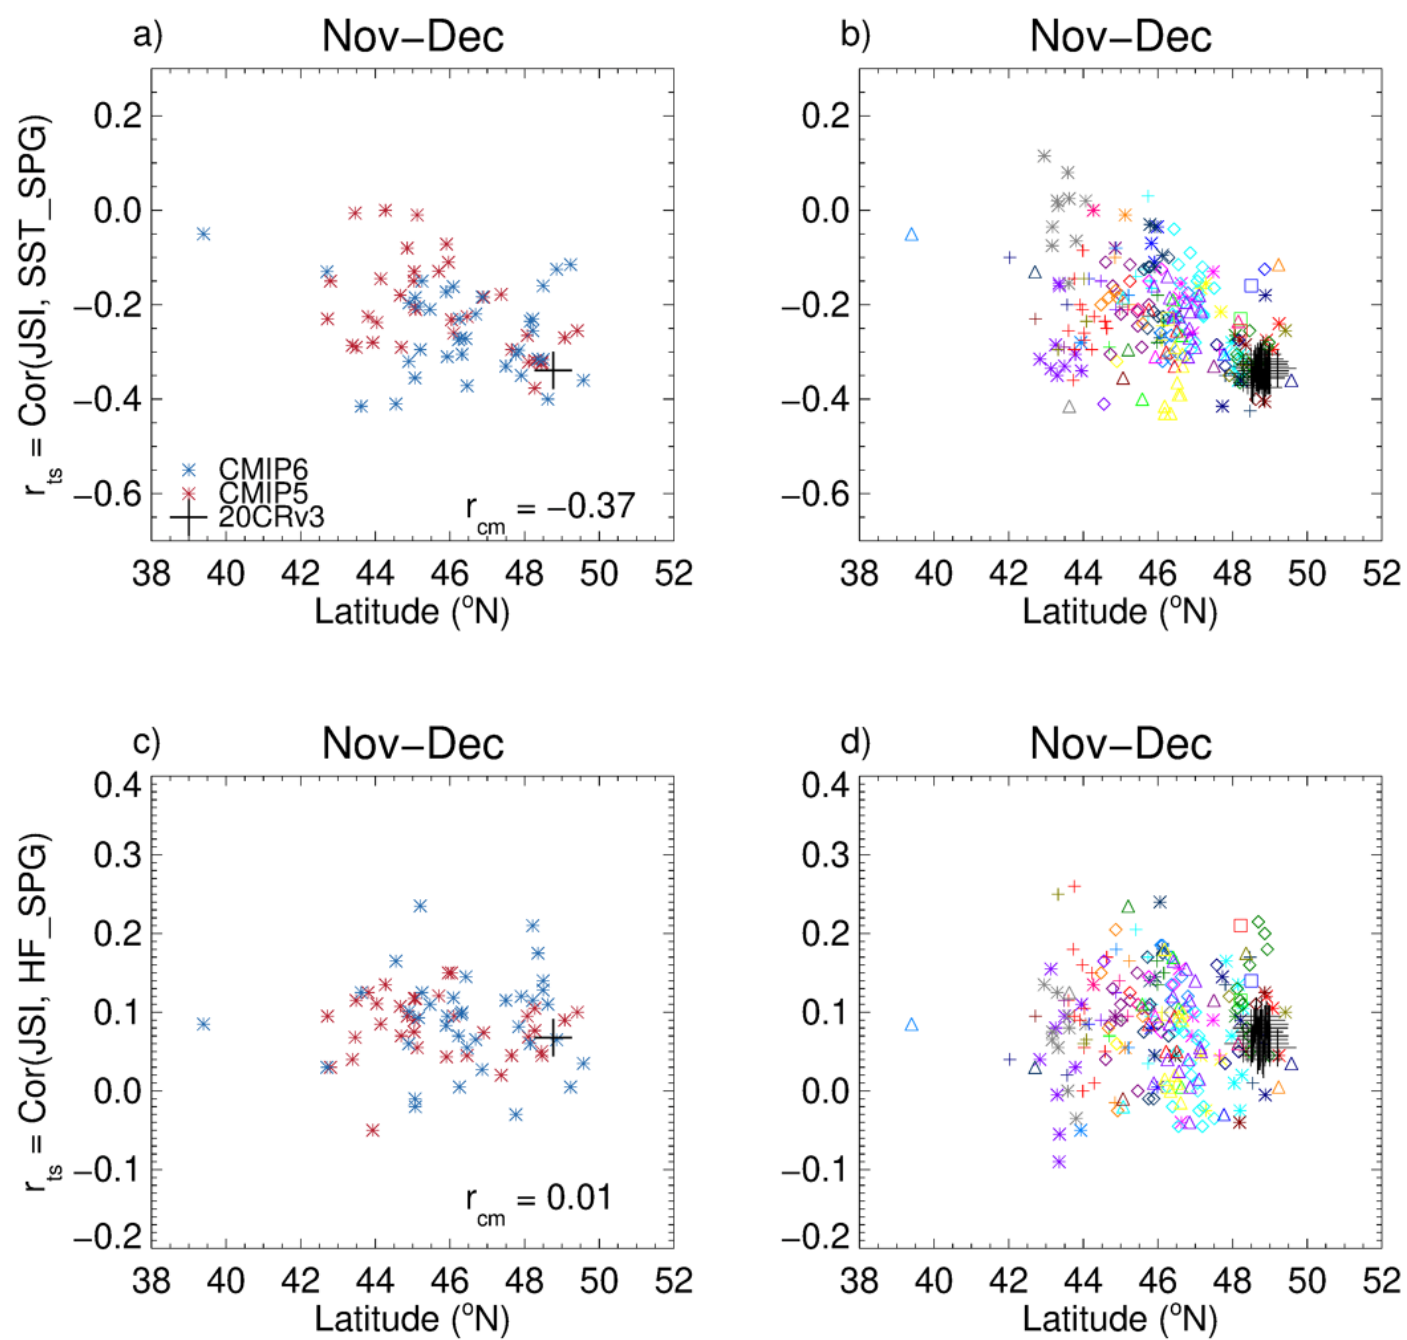 a) Nov−Dec
0.2
0.0
−0.2
−0.4
−0.6
r_ts = Cor(JSI, SST_SPG)
CMIP6
CMIP5
20CRv3
r_cm = −0.37
38 40 42 44 46 48 50 52
Latitude (°N)
b) Nov−Dec
0.2
0.0
−0.2
−0.4
−0.6
38 40 42 44 46 48 50 52
Latitude (°N)
c) Nov−Dec
0.4
0.3
0.2
0.1
0.0
−0.1
−0.2
r_ts = Cor(JSI, HF_SPG)
r_cm = 0.01
38 40 42 44 46 48 50 52
Latitude (°N)
d) Nov−Dec
0.4
0.3
0.2
0.1
0.0
−0.1
−0.2
38 40 42 44 46 48 50 52
Latitude (°N)